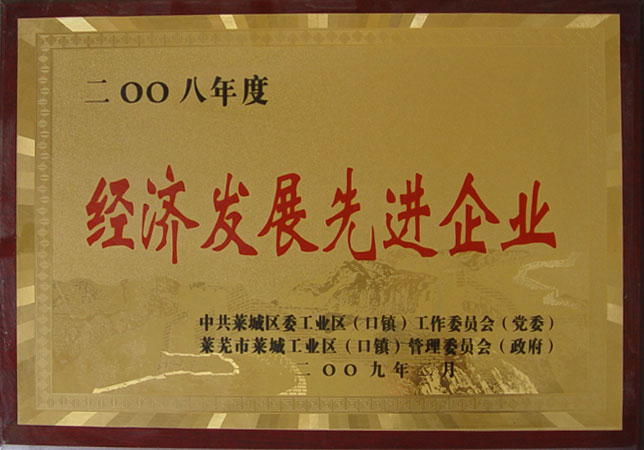 二OO八年度
经济发展先进企业
中共莱城区委工业区（口镇）工作委员会（党委）
莱芜市莱城工业区（口镇）管理委员会（政府）
二OO九年 月